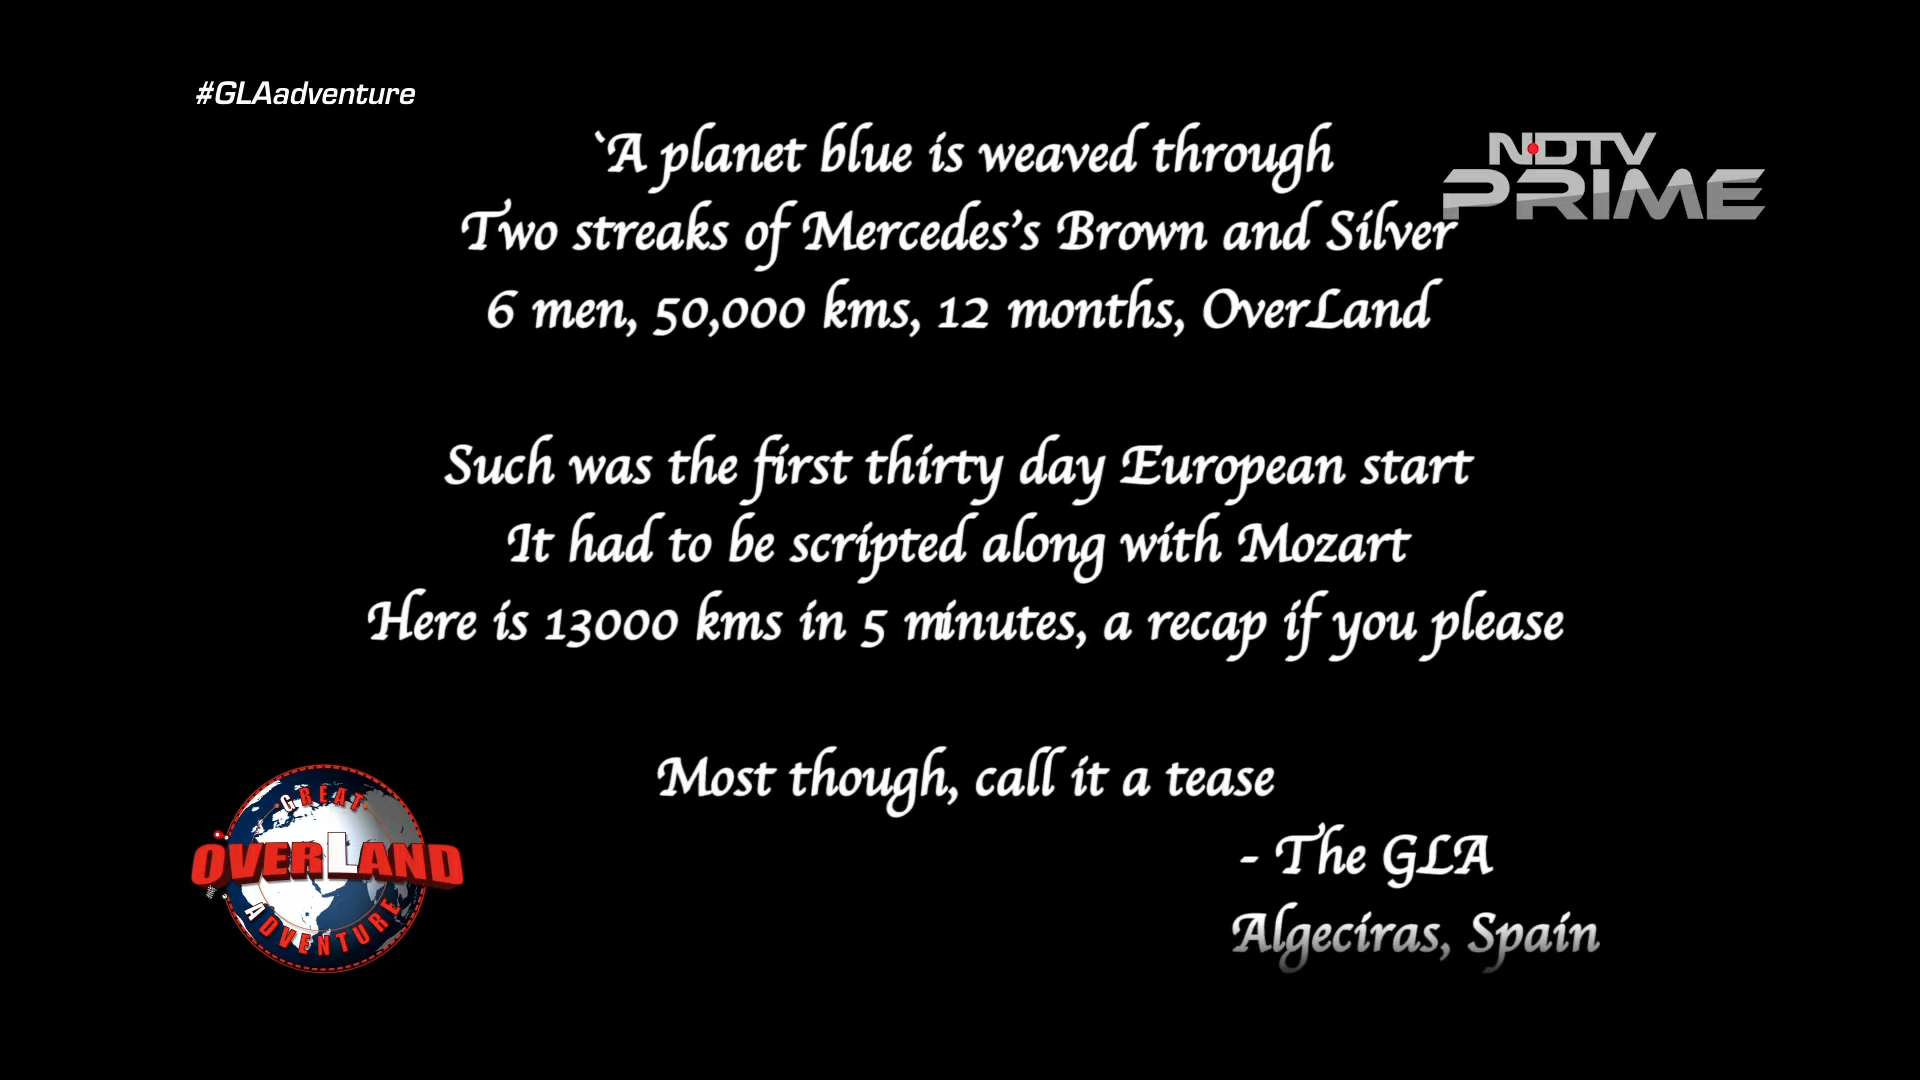 #GLAadventure
NDTV
PRIME
`A planet blue is weaved through
Two streaks of Mercedes’s Brown and Silver
6 men, 50,000 kms, 12 months, OverLand
Such was the first thirty day European start
It had to be scripted along with Mozart
Here is 13000 kms in 5 minutes, a recap if you please
Most though, call it a tease
- The GLA
Algeciras, Spain
GREAT
OVERLAND
ADVENTURE